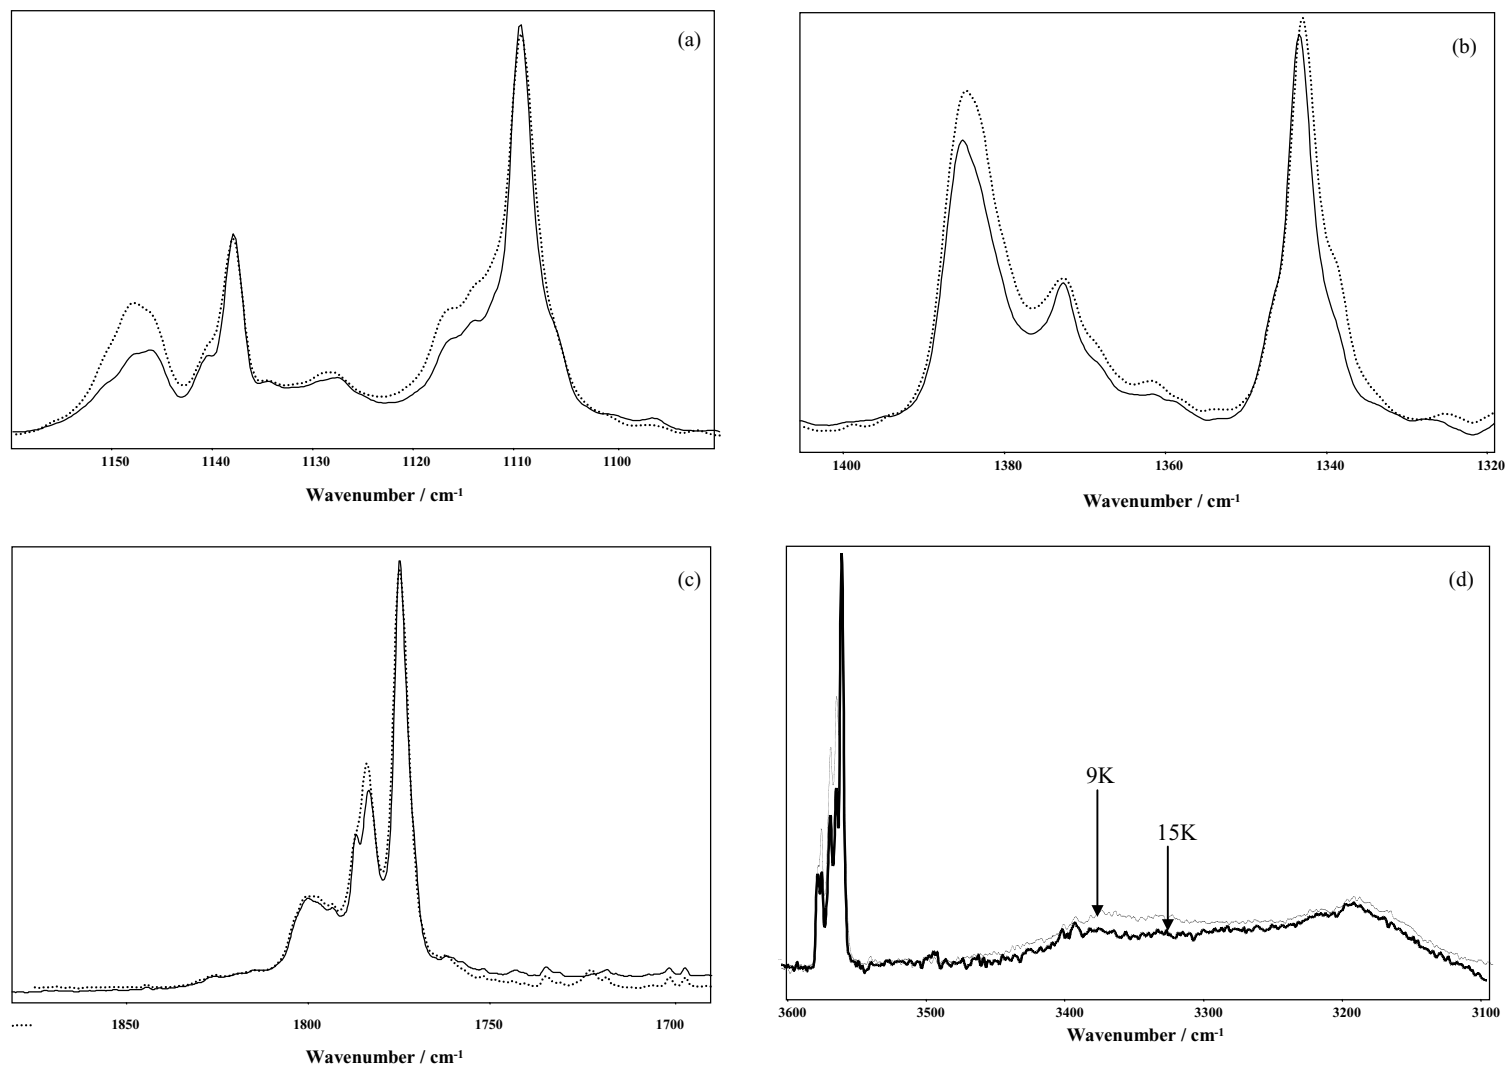 (a)
1150 1140 1130 1120 1110 1100
Wavenumber / cm-1
(b)
1400 1380 1360 1340 1320
Wavenumber / cm-1
(c)
1850 1800 1750 1700
Wavenumber / cm-1
(d)
9K
15K
3600 3500 3400 3300 3200 3100
Wavenumber / cm-1